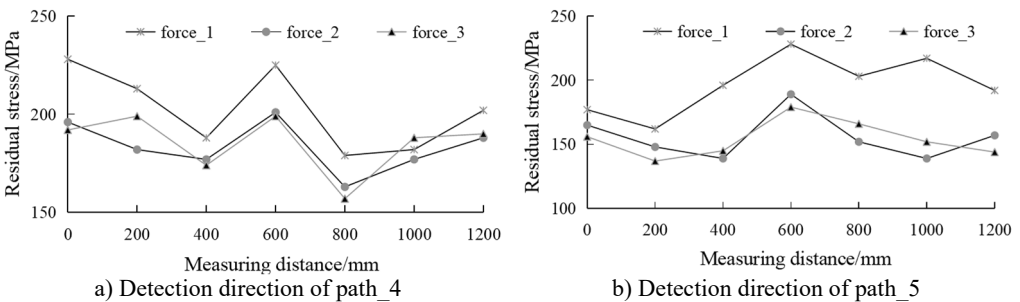 250
force_1 force_2 force_3
200
150
Residual stress/MPa
0 200 400 600 800 1000 1200
Measuring distance/mm
a) Detection direction of path_4
250
force_1 force_2 force_3
200
150
100
Residual stress/MPa
0 200 400 600 800 1000 1200
Measuring distance/mm
b) Detection direction of path_5